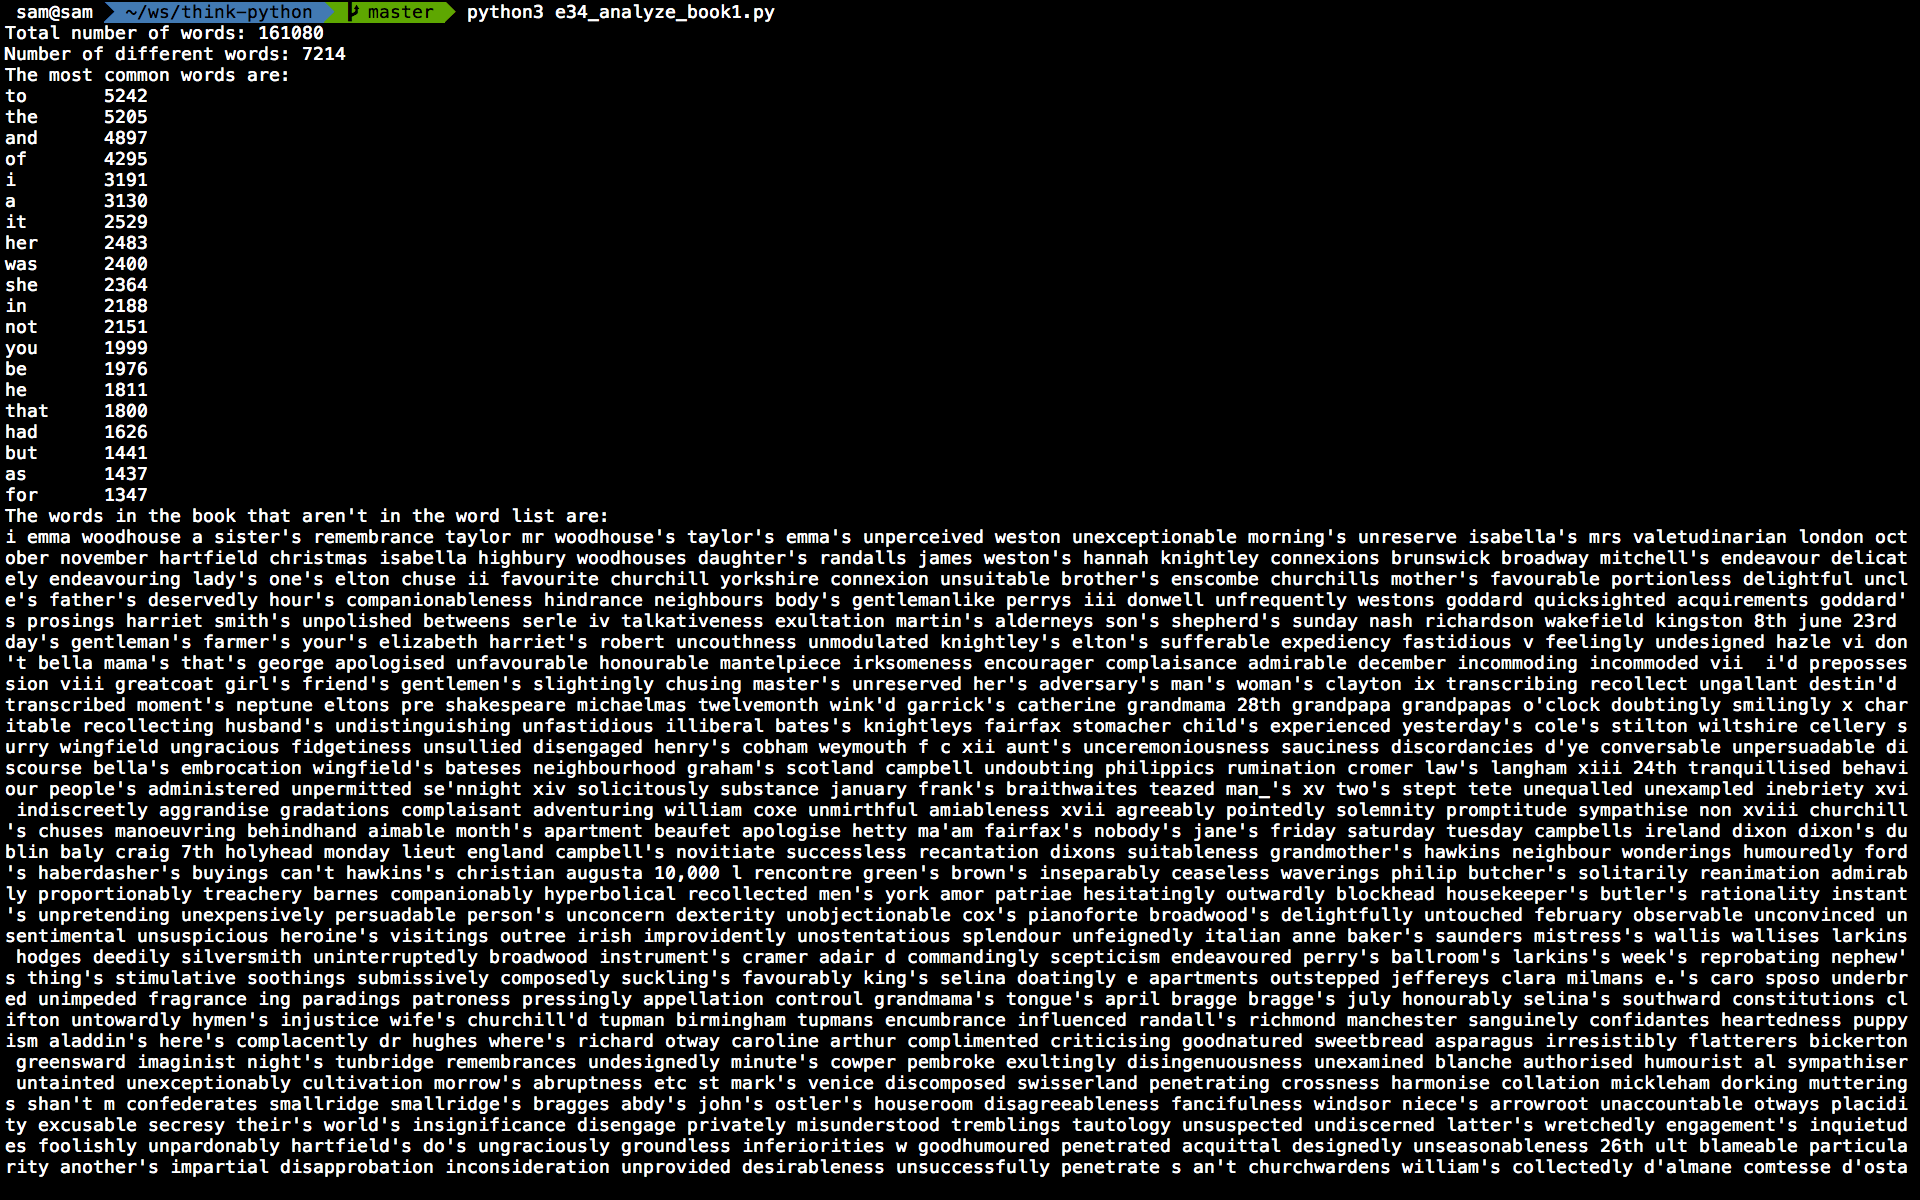 sam@sam ~/ws/think-python master python3 e34_analyze_book1.py
Total number of words: 161080
Number of different words: 7214
The most common words are:
to 5242
the 5205
and 4897
of 4295
i 3191
a 3130
it 2529
her 2483
was 2400
she 2364
in 2188
not 2151
you 1999
be 1976
he 1811
that 1800
had 1626
but 1441
as 1437
for 1347
The words in the book that aren't in the word list are:
i emma woodhouse a sister's remembrance taylor mr woodhouse's taylor's emma's unperceived weston unexceptionable morning's unreserve isabella's mrs valetudinarian london oct
ober november hartfield christmas isabella highbury woodhouses daughter's randalls james weston's hannah knightley connexions brunswick broadway mitchell's endeavour delicat
ely endeavouring lady's one's elton chuse ii favourite churchill yorkshire connexion unsuitable brother's enscombe churchills mother's favourable portionless delightful uncl
e's father's deservedly hour's companionableness hindrance neighbours body's gentlemanlike perrys iii donwell unfrequently westons goddard quicksighted acquirements goddard'
s prosings harriet smith's unpolished betweens serle iv talkativeness exultation martin's alderneys son's shepherd's sunday nash richardson wakefield kingston 8th june 23rd
day's gentleman's farmer's your's elizabeth harriet's robert uncouthness unmodulated knightley's elton's sufferable expediency fastidious v feelingly undesigned hazle vi don
't bella mama's that's george apologised unfavourable honourable mantelpiece irksomeness encourager complaisance admirable december incommoding incommoded vii  i'd preposses
sion viii greatcoat girl's friend's gentlemen's slightingly chusing master's unreserved her's adversary's man's woman's clayton ix transcribing recollect ungallant destin'd
transcribed moment's neptune eltons pre shakespeare michaelmas twelvemonth wink'd garrick's catherine grandmama 28th grandpapa grandpapas o'clock doubtingly smilingly x char
itable recollecting husband's undistinguishing unfastidious illiberal bates's knightleys fairfax stomacher child's experienced yesterday's cole's stilton wiltshire cellery s
urry wingfield ungracious fidgetiness unsullied disengaged henry's cobham weymouth f c xii aunt's unceremoniousness sauciness discordancies d'ye conversable unpersuadable di
scourse bella's embrocation wingfield's bateses neighbourhood graham's scotland campbell undoubting philippics rumination cromer law's langham xiii 24th tranquillised behavi
our people's administered unpermitted se'nnight xiv solicitously substance january frank's braithwaites teazed man_'s xv two's stept tete unequalled unexampled inebriety xvi
 indiscreetly aggrandise gradations complaisant adventuring william coxe unmirthful amiableness xvii agreeably pointedly solemnity promptitude sympathise non xviii churchill
's chuses manoeuvring behindhand aimable month's apartment beaufet apologise hetty ma'am fairfax's nobody's jane's friday saturday tuesday campbells ireland dixon dixon's du
blin baly craig 7th holyhead monday lieut england campbell's novitiate successless recantation dixons suitableness grandmother's hawkins neighbour wonderings humouredly ford
's haberdasher's buyings can't hawkins's christian augusta 10,000 l rencontre green's brown's inseparably ceaseless waverings philip butcher's solitarily reanimation admirab
ly proportionably treachery barnes companionably hyperbolical recollected men's york amor patriae hesitatingly outwardly blockhead housekeeper's butler's rationality instant
's unpretending unexpensively persuadable person's unconcern dexterity unobjectionable cox's pianoforte broadwood's delightfully untouched february observable unconvinced un
sentimental unsuspicious heroine's visitings outree irish improvidently unostentatious splendour unfeignedly italian anne baker's saunders mistress's wallis wallises larkins
 hodges deedily silversmith uninterruptedly broadwood instrument's cramer adair d commandingly scepticism endeavoured perry's ballroom's larkins's week's reprobating nephew'
s thing's stimulative soothings submissively composedly suckling's favourably king's selina doatingly e apartments outstepped jeffereys clara milmans e.'s caro sposo underbr
ed unimpeded fragrance ing paradings patroness pressingly appellation controul grandmama's tongue's april bragge bragge's july honourably selina's southward constitutions cl
ifton untowardly hymen's injustice wife's churchill'd tupman birmingham tupmans encumbrance influenced randall's richmond manchester sanguinely confidantes heartedness puppy
ism aladdin's here's complacently dr hughes where's richard otway caroline arthur complimented criticising goodnatured sweetbread asparagus irresistibly flatterers bickerton
 greensward imaginist night's tunbridge remembrances undesignedly minute's cowper pembroke exultingly disingenuousness unexamined blanche authorised humourist al sympathiser
 untainted unexceptionably cultivation morrow's abruptness etc st mark's venice discomposed swisserland penetrating crossness harmonise collation mickleham dorking muttering
s shan't m confederates smallridge smallridge's bragges abdy's john's ostler's houseroom disagreeableness fancifulness windsor niece's arrowroot unaccountable otways placidi
ty excusable secresy their's world's insignificance disengage privately misunderstood tremblings tautology unsuspected undiscerned latter's wretchedly engagement's inquietud
es foolishly unpardonably hartfield's do's ungraciously groundless inferiorities w goodhumoured penetrated acquittal designedly unseasonableness 26th ult blameable particula
rity another's impartial disapprobation inconsideration unprovided desirableness unsuccessfully penetrate s an't churchwardens william's collectedly d'almane comtesse d'osta